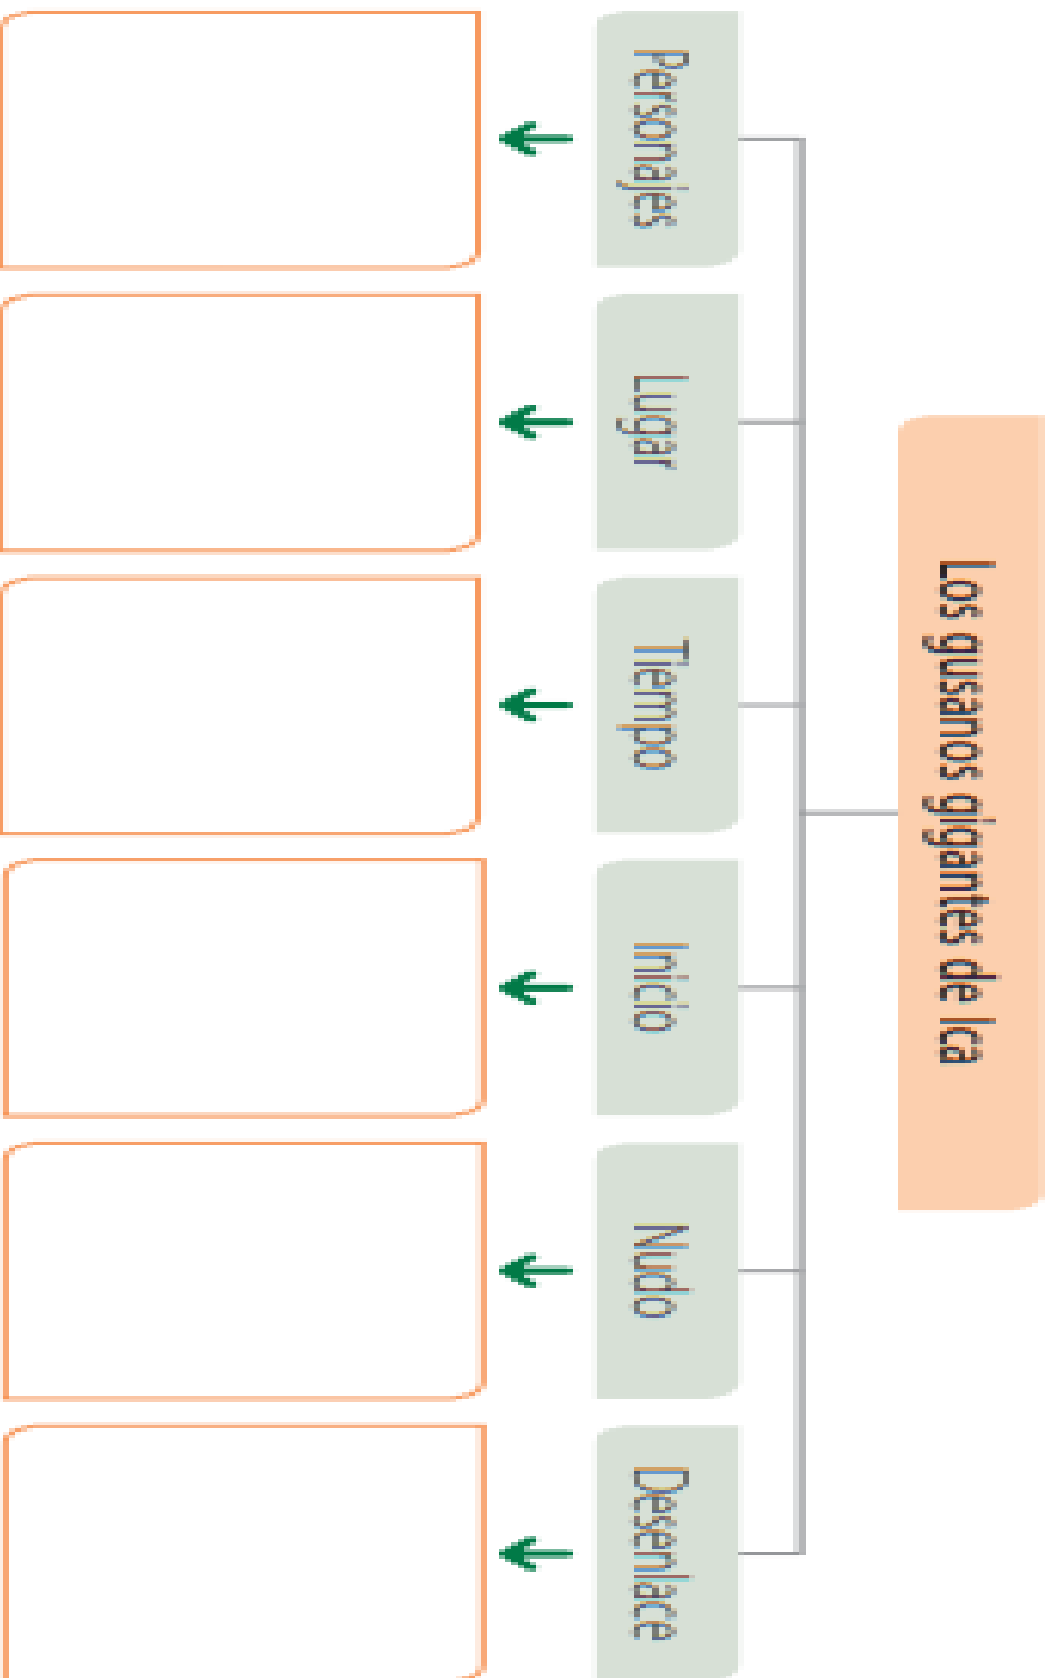 Los gusanos gigantes de Ica
Personajes
Lugar
Tiempo
Inicio
Nudo
Desenlace